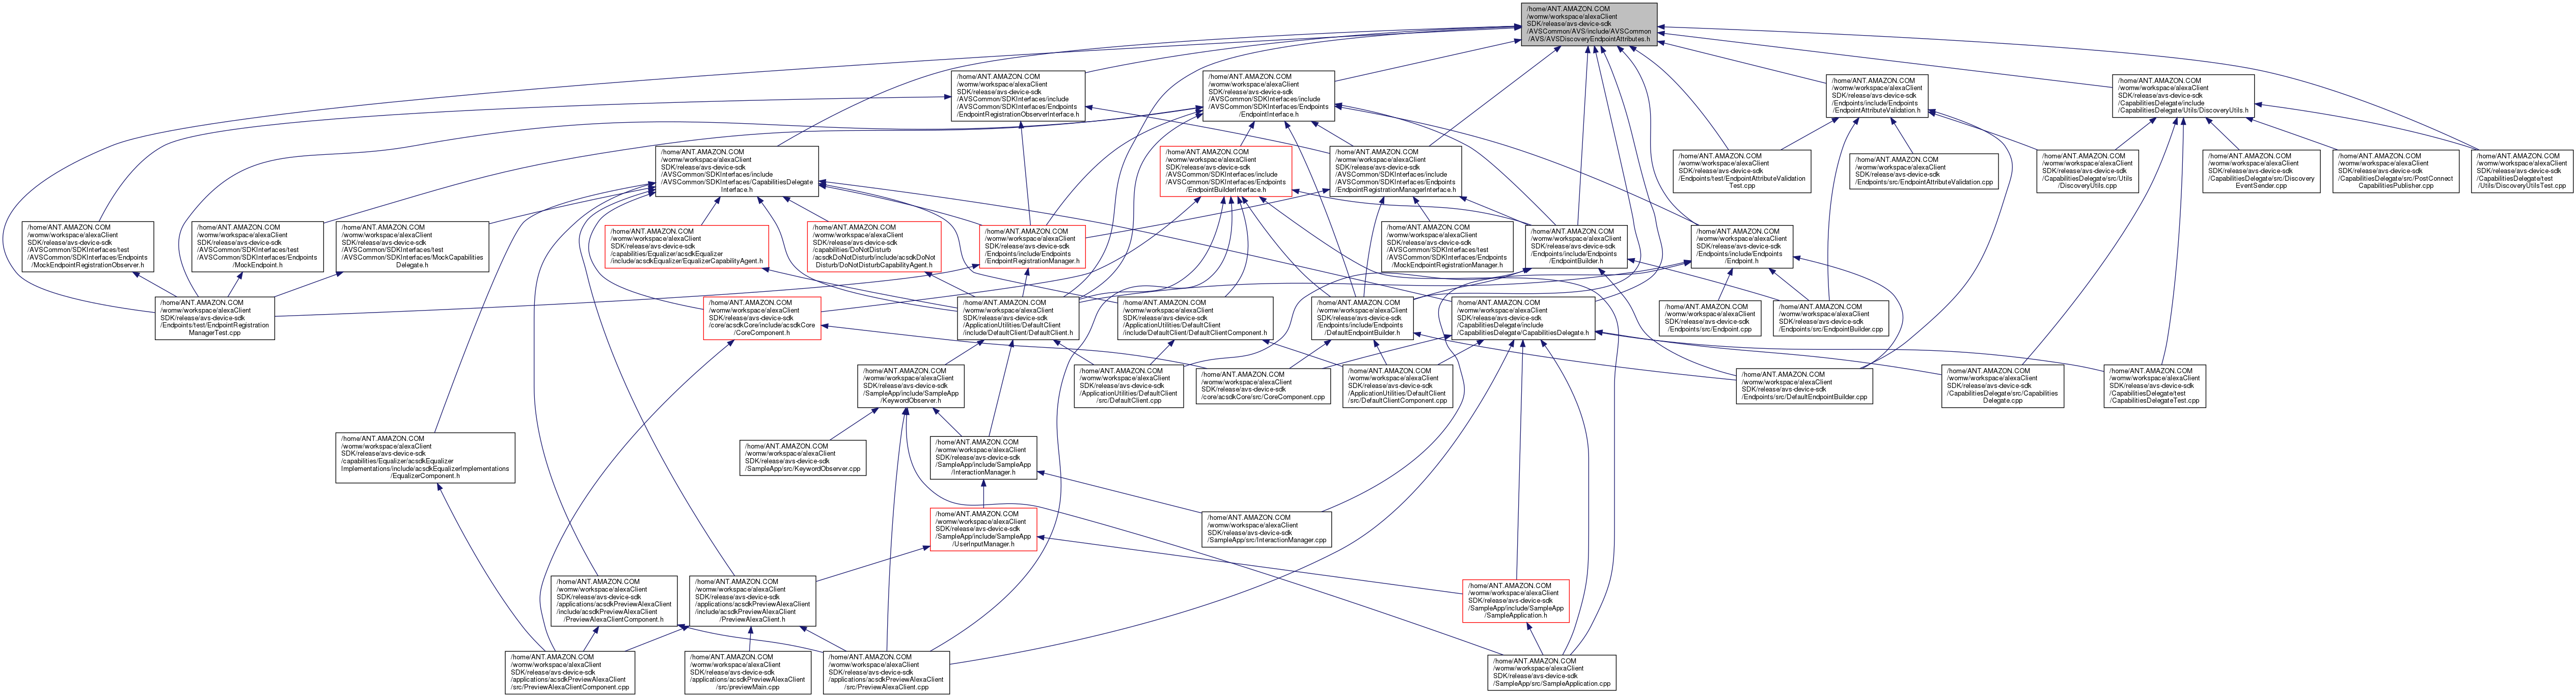 /home/ANT.AMAZON.COM
/womw/workspace/alexaClient
SDK/release/avs-device-sdk
/AVSCommon/AVS/include/AVSCommon
/AVS/AVSDiscoveryEndpointAttributes.h
/home/ANT.AMAZON.COM
/womw/workspace/alexaClient
SDK/release/avs-device-sdk
/AVSCommon/SDKInterfaces/include
/AVSCommon/SDKInterfaces/Endpoints
/EndpointRegistrationObserverInterface.h
/home/ANT.AMAZON.COM
/womw/workspace/alexaClient
SDK/release/avs-device-sdk
/AVSCommon/SDKInterfaces/include
/AVSCommon/SDKInterfaces/Endpoints
/EndpointInterface.h
/home/ANT.AMAZON.COM
/womw/workspace/alexaClient
SDK/release/avs-device-sdk
/Endpoints/include/Endpoints
/EndpointAttributeValidation.h
/home/ANT.AMAZON.COM
/womw/workspace/alexaClient
SDK/release/avs-device-sdk
/CapabilitiesDelegate/include
/CapabilitiesDelegate/Utils/DiscoveryUtils.h
/home/ANT.AMAZON.COM
/womw/workspace/alexaClient
SDK/release/avs-device-sdk
/AVSCommon/SDKInterfaces/include
/AVSCommon/SDKInterfaces/CapabilitiesDelegate
Interface.h
/home/ANT.AMAZON.COM
/womw/workspace/alexaClient
SDK/release/avs-device-sdk
/AVSCommon/SDKInterfaces/include
/AVSCommon/SDKInterfaces/Endpoints
/EndpointBuilderInterface.h
/home/ANT.AMAZON.COM
/womw/workspace/alexaClient
SDK/release/avs-device-sdk
/AVSCommon/SDKInterfaces/include
/AVSCommon/SDKInterfaces/Endpoints
/EndpointRegistrationManagerInterface.h
/home/ANT.AMAZON.COM
/womw/workspace/alexaClient
SDK/release/avs-device-sdk
/Endpoints/test/EndpointAttributeValidation
Test.cpp
/home/ANT.AMAZON.COM
/womw/workspace/alexaClient
SDK/release/avs-device-sdk
/Endpoints/src/EndpointAttributeValidation.cpp
/home/ANT.AMAZON.COM
/womw/workspace/alexaClient
SDK/release/avs-device-sdk
/CapabilitiesDelegate/src/Utils
/DiscoveryUtils.cpp
/home/ANT.AMAZON.COM
/womw/workspace/alexaClient
SDK/release/avs-device-sdk
/CapabilitiesDelegate/src/Discovery
EventSender.cpp
/home/ANT.AMAZON.COM
/womw/workspace/alexaClient
SDK/release/avs-device-sdk
/CapabilitiesDelegate/src/PostConnect
CapabilitiesPublisher.cpp
/home/ANT.AMAZON.COM
/womw/workspace/alexaClient
SDK/release/avs-device-sdk
/CapabilitiesDelegate/test
/Utils/DiscoveryUtilsTest.cpp
/home/ANT.AMAZON.COM
/womw/workspace/alexaClient
SDK/release/avs-device-sdk
/AVSCommon/SDKInterfaces/test
/AVSCommon/SDKInterfaces/Endpoints
/MockEndpointRegistrationObserver.h
/home/ANT.AMAZON.COM
/womw/workspace/alexaClient
SDK/release/avs-device-sdk
/AVSCommon/SDKInterfaces/test
/AVSCommon/SDKInterfaces/Endpoints
/MockEndpoint.h
/home/ANT.AMAZON.COM
/womw/workspace/alexaClient
SDK/release/avs-device-sdk
/AVSCommon/SDKInterfaces/test
/AVSCommon/SDKInterfaces/MockCapabilities
Delegate.h
/home/ANT.AMAZON.COM
/womw/workspace/alexaClient
SDK/release/avs-device-sdk
/capabilities/Equalizer/acsdkEqualizer
/include/acsdkEqualizer/EqualizerCapabilityAgent.h
/home/ANT.AMAZON.COM
/womw/workspace/alexaClient
SDK/release/avs-device-sdk
/capabilities/DoNotDisturb
/acsdkDoNotDisturb/include/acsdkDoNot
Disturb/DoNotDisturbCapabilityAgent.h
/home/ANT.AMAZON.COM
/womw/workspace/alexaClient
SDK/release/avs-device-sdk
/Endpoints/include/Endpoints
/EndpointRegistrationManager.h
/home/ANT.AMAZON.COM
/womw/workspace/alexaClient
SDK/release/avs-device-sdk
/AVSCommon/SDKInterfaces/test
/AVSCommon/SDKInterfaces/Endpoints
/MockEndpointRegistrationManager.h
/home/ANT.AMAZON.COM
/womw/workspace/alexaClient
SDK/release/avs-device-sdk
/Endpoints/include/Endpoints
/EndpointBuilder.h
/home/ANT.AMAZON.COM
/womw/workspace/alexaClient
SDK/release/avs-device-sdk
/Endpoints/include/Endpoints
/Endpoint.h
/home/ANT.AMAZON.COM
/womw/workspace/alexaClient
SDK/release/avs-device-sdk
/Endpoints/test/EndpointRegistration
ManagerTest.cpp
/home/ANT.AMAZON.COM
/womw/workspace/alexaClient
SDK/release/avs-device-sdk
/core/acsdkCore/include/acsdkCore
/CoreComponent.h
/home/ANT.AMAZON.COM
/womw/workspace/alexaClient
SDK/release/avs-device-sdk
/ApplicationUtilities/DefaultClient
/include/DefaultClient/DefaultClient.h
/home/ANT.AMAZON.COM
/womw/workspace/alexaClient
SDK/release/avs-device-sdk
/ApplicationUtilities/DefaultClient
/include/DefaultClient/DefaultClientComponent.h
/home/ANT.AMAZON.COM
/womw/workspace/alexaClient
SDK/release/avs-device-sdk
/Endpoints/include/Endpoints
/DefaultEndpointBuilder.h
/home/ANT.AMAZON.COM
/womw/workspace/alexaClient
SDK/release/avs-device-sdk
/CapabilitiesDelegate/include
/CapabilitiesDelegate/CapabilitiesDelegate.h
/home/ANT.AMAZON.COM
/womw/workspace/alexaClient
SDK/release/avs-device-sdk
/Endpoints/src/Endpoint.cpp
/home/ANT.AMAZON.COM
/womw/workspace/alexaClient
SDK/release/avs-device-sdk
/Endpoints/src/EndpointBuilder.cpp
/home/ANT.AMAZON.COM
/womw/workspace/alexaClient
SDK/release/avs-device-sdk
/SampleApp/include/SampleApp
/KeywordObserver.h
/home/ANT.AMAZON.COM
/womw/workspace/alexaClient
SDK/release/avs-device-sdk
/ApplicationUtilities/DefaultClient
/src/DefaultClient.cpp
/home/ANT.AMAZON.COM
/womw/workspace/alexaClient
SDK/release/avs-device-sdk
/core/acsdkCore/src/CoreComponent.cpp
/home/ANT.AMAZON.COM
/womw/workspace/alexaClient
SDK/release/avs-device-sdk
/ApplicationUtilities/DefaultClient
/src/DefaultClientComponent.cpp
/home/ANT.AMAZON.COM
/womw/workspace/alexaClient
SDK/release/avs-device-sdk
/Endpoints/src/DefaultEndpointBuilder.cpp
/home/ANT.AMAZON.COM
/womw/workspace/alexaClient
SDK/release/avs-device-sdk
/CapabilitiesDelegate/src/Capabilities
Delegate.cpp
/home/ANT.AMAZON.COM
/womw/workspace/alexaClient
SDK/release/avs-device-sdk
/CapabilitiesDelegate/test
/CapabilitiesDelegateTest.cpp
/home/ANT.AMAZON.COM
/womw/workspace/alexaClient
SDK/release/avs-device-sdk
/capabilities/Equalizer/acsdkEqualizer
Implementations/include/acsdkEqualizerImplementations
/EqualizerComponent.h
/home/ANT.AMAZON.COM
/womw/workspace/alexaClient
SDK/release/avs-device-sdk
/SampleApp/src/KeywordObserver.cpp
/home/ANT.AMAZON.COM
/womw/workspace/alexaClient
SDK/release/avs-device-sdk
/SampleApp/include/SampleApp
/InteractionManager.h
/home/ANT.AMAZON.COM
/womw/workspace/alexaClient
SDK/release/avs-device-sdk
/SampleApp/include/SampleApp
/UserInputManager.h
/home/ANT.AMAZON.COM
/womw/workspace/alexaClient
SDK/release/avs-device-sdk
/SampleApp/src/InteractionManager.cpp
/home/ANT.AMAZON.COM
/womw/workspace/alexaClient
SDK/release/avs-device-sdk
/applications/acsdkPreviewAlexaClient
/include/acsdkPreviewAlexaClient
/PreviewAlexaClientComponent.h
/home/ANT.AMAZON.COM
/womw/workspace/alexaClient
SDK/release/avs-device-sdk
/applications/acsdkPreviewAlexaClient
/include/acsdkPreviewAlexaClient
/PreviewAlexaClient.h
/home/ANT.AMAZON.COM
/womw/workspace/alexaClient
SDK/release/avs-device-sdk
/SampleApp/include/SampleApp
/SampleApplication.h
/home/ANT.AMAZON.COM
/womw/workspace/alexaClient
SDK/release/avs-device-sdk
/applications/acsdkPreviewAlexaClient
/src/PreviewAlexaClientComponent.cpp
/home/ANT.AMAZON.COM
/womw/workspace/alexaClient
SDK/release/avs-device-sdk
/applications/acsdkPreviewAlexaClient
/src/previewMain.cpp
/home/ANT.AMAZON.COM
/womw/workspace/alexaClient
SDK/release/avs-device-sdk
/applications/acsdkPreviewAlexaClient
/src/PreviewAlexaClient.cpp
/home/ANT.AMAZON.COM
/womw/workspace/alexaClient
SDK/release/avs-device-sdk
/SampleApp/src/SampleApplication.cpp